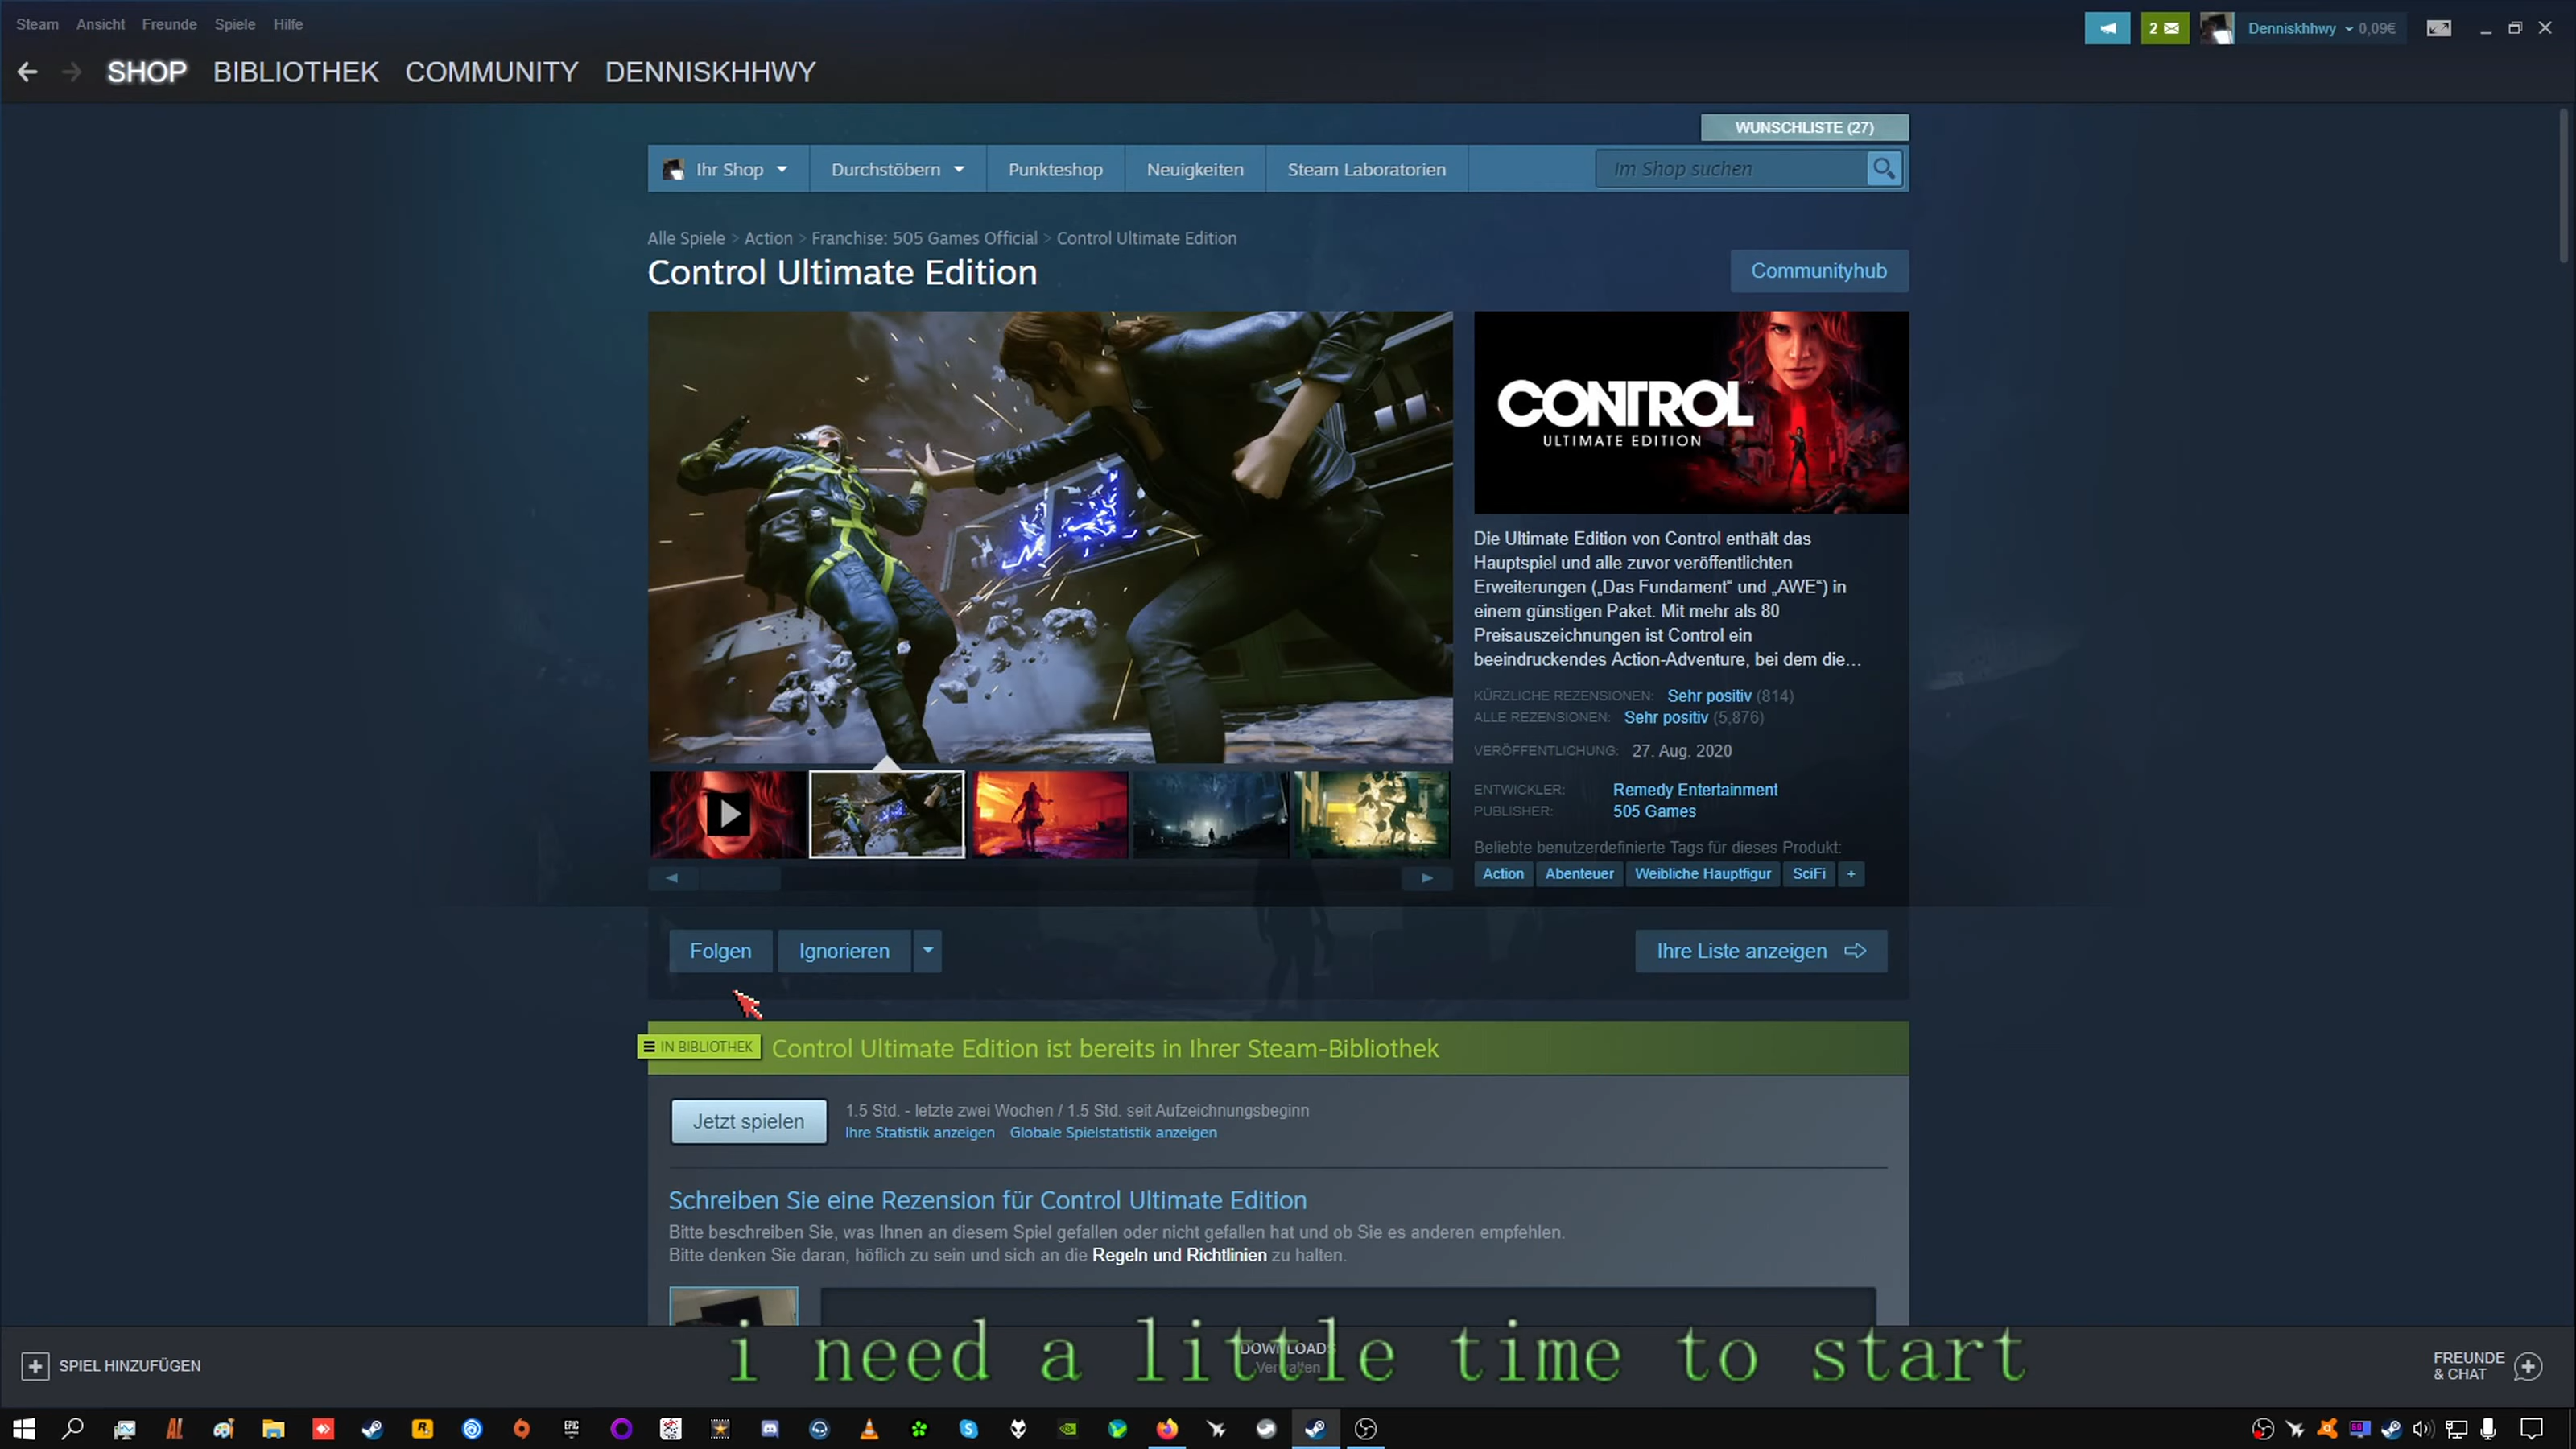 Steam Ansicht Freunde Spiele Hilfe
2
Denniskhhwy 0,09€
SHOP BIBLIOTHEK COMMUNITY DENNISKHHWY
WUNSCHLISTE (27)
Ihr Shop Durchstöbern Punkteshop Neuigkeiten Steam Laboratorien Im Shop suchen
Alle Spiele > Action > Franchise: 505 Games Official > Control Ultimate Edition
Control Ultimate Edition
Communityhub
CONTROL
ULTIMATE EDITION
Die Ultimate Edition von Control enthält das
Hauptspiel und alle zuvor veröffentlichten
Erweiterungen („Das Fundament“ und „AWE“) in
einem günstigen Paket. Mit mehr als 80
Preisauszeichnungen ist Control ein
beeindruckendes Action-Adventure, bei dem die…
KÜRZLICHE REZENSIONEN: Sehr positiv (814)
ALLE REZENSIONEN: Sehr positiv (5,876)
VERÖFFENTLICHUNG: 27. Aug. 2020
ENTWICKLER: Remedy Entertainment
PUBLISHER: 505 Games
Beliebte benutzerdefinierte Tags für dieses Produkt:
Action Abenteuer Weibliche Hauptfigur SciFi +
Folgen Ignorieren Ihre Liste anzeigen
IN BIBLIOTHEK Control Ultimate Edition ist bereits in Ihrer Steam-Bibliothek
Jetzt spielen
1.5 Std. - letzte zwei Wochen / 1.5 Std. seit Aufzeichnungsbeginn
Ihre Statistik anzeigen Globale Spielstatistik anzeigen
Schreiben Sie eine Rezension für Control Ultimate Edition
Bitte beschreiben Sie, was Ihnen an diesem Spiel gefallen oder nicht gefallen hat und ob Sie es anderen empfehlen.
Bitte denken Sie daran, höflich zu sein und sich an die Regeln und Richtlinien zu halten.
i need a little time to start
SPIEL HINZUFÜGEN
DOWNLOADS
Verwalten
FREUNDE
& CHAT
EPIC